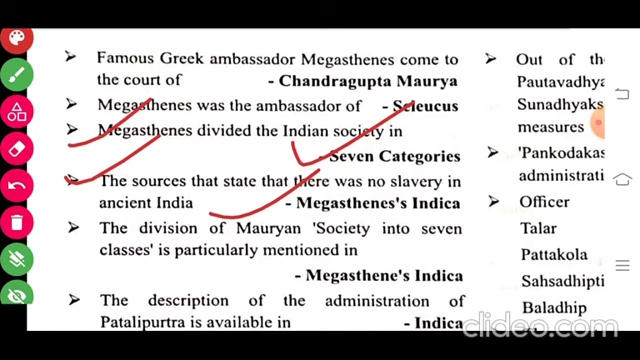 ➢ Famous Greek ambassador Megasthenes come to
the court of - Chandragupta Maurya
➢ Megasthenes was the ambassador of - Seleucus
➢ Megasthenes divided the Indian society in
- Seven Categories
➢ The sources that state that there was no slavery in
ancient India - Megasthenes's Indica
➢ The division of Mauryan 'Society into seven
classes' is particularly mentioned in
- Megasthene's Indica
➢ The description of the administration of
Patalipurtra is available in - Indica
➢ Out of the
Pautavadhya
Sunadhyaks
measures
➢ 'Pankodakas
administrati
➢ Officer
Talar
Pattakola
Sahsadhipti
Baladhip
clideo.com